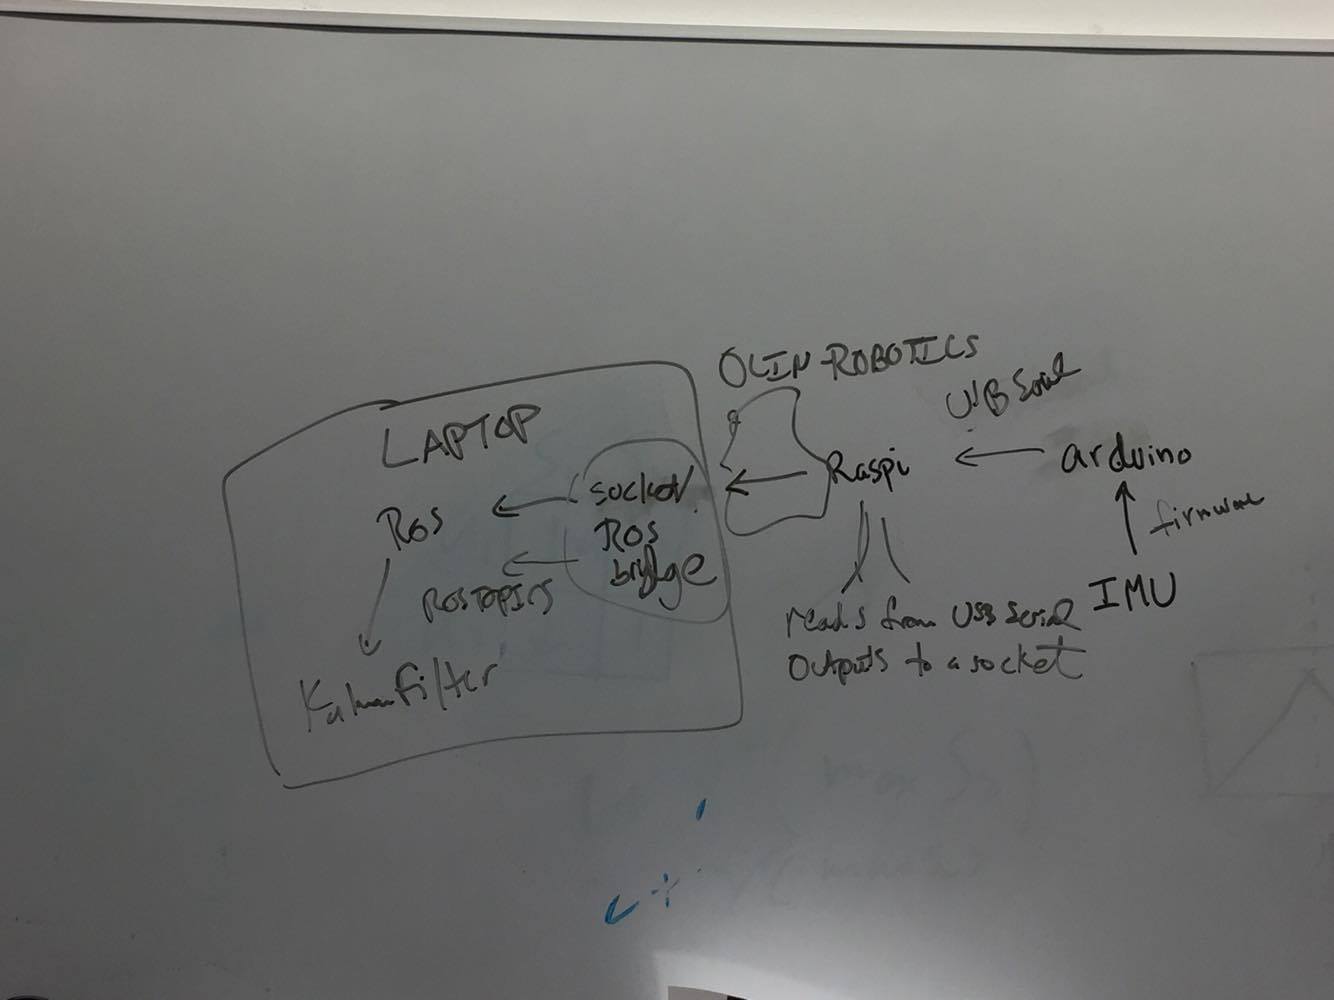 OLIN-ROBOTICS
USB Serial
LAPTOP
socket
Raspi
arduino
ROS
ROS
bridge
firmware
ROSTOPICS
IMU
reads from USB Serial
Outputs to a socket
Kalman Filter